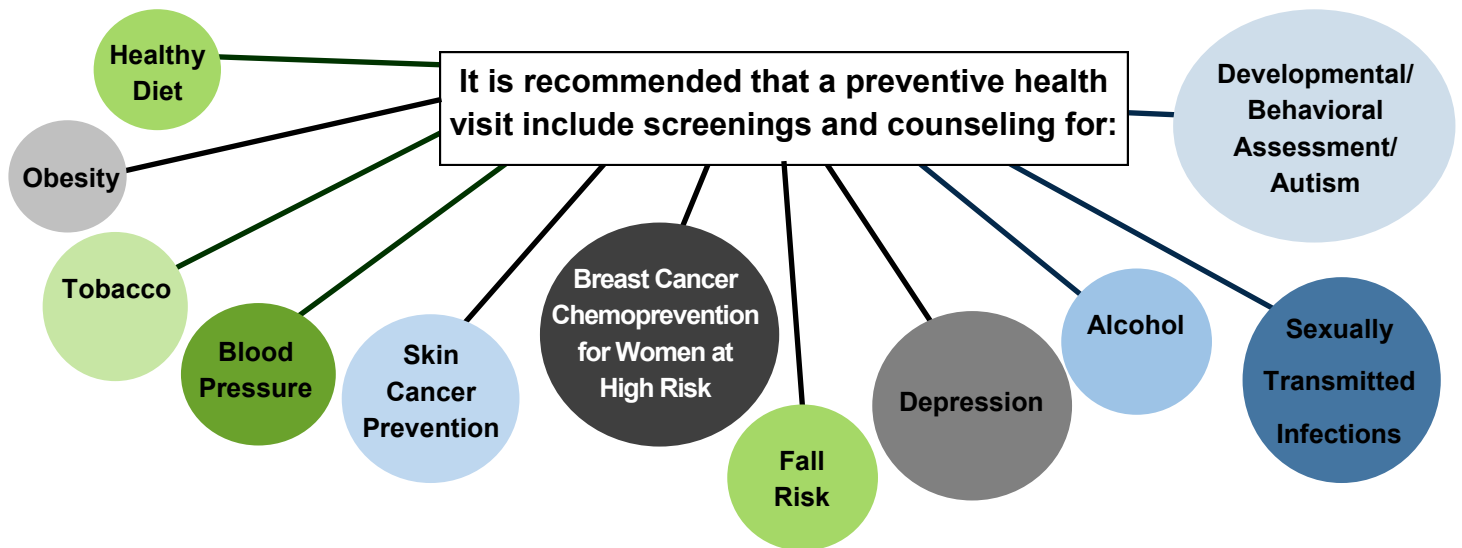 It is recommended that a preventive health
visit include screenings and counseling for:
Healthy
Diet
Obesity
Tobacco
Blood
Pressure
Skin
Cancer
Prevention
Breast Cancer
Chemoprevention
for Women at
High Risk
Fall
Risk
Depression
Alcohol
Sexually
Transmitted
Infections
Developmental/
Behavioral
Assessment/
Autism